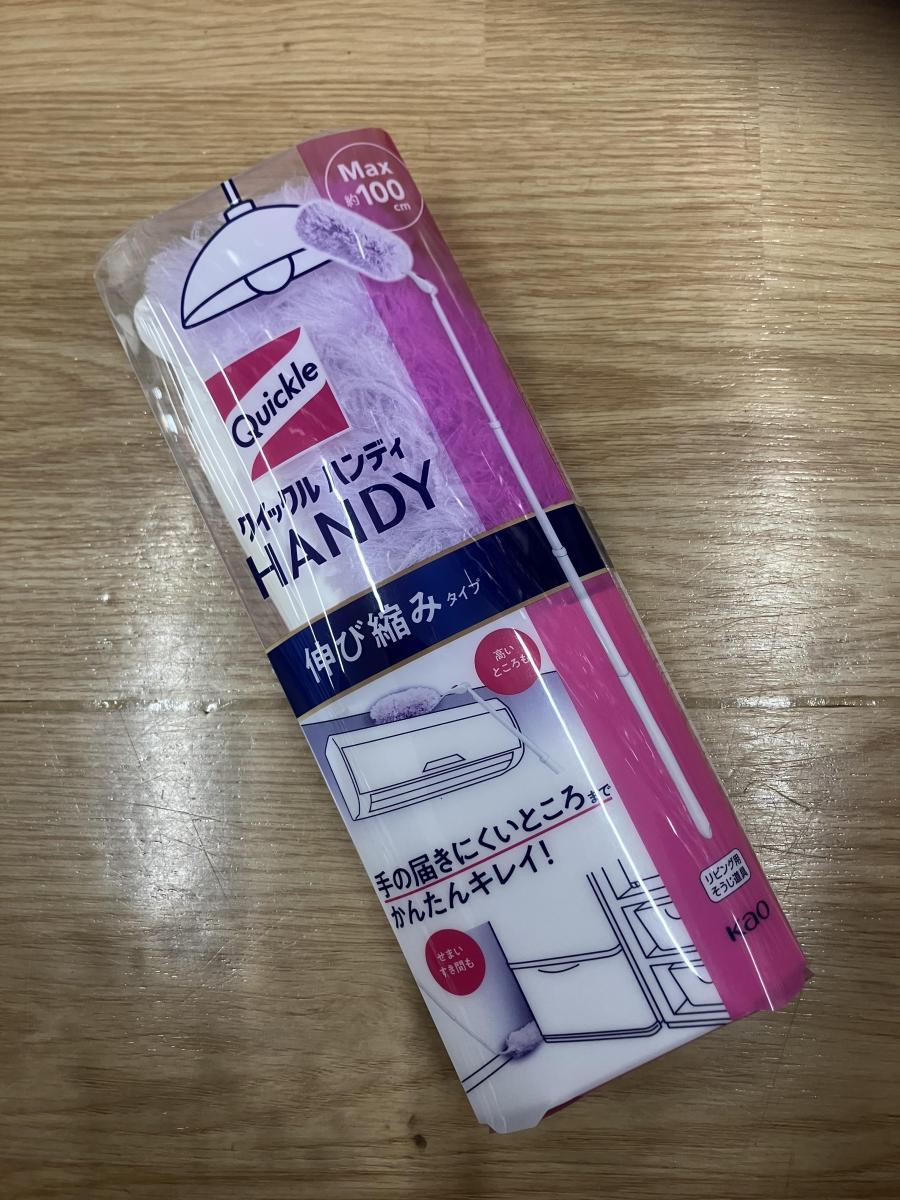 Max
約100
cm
Quickle
クイックル ハンディ
HANDY
伸び縮みタイプ
高い
ところも
手の届きにくいところまで
かんたんキレイ!
せまい
すき間も
リビング用
そうじ道具
Kao